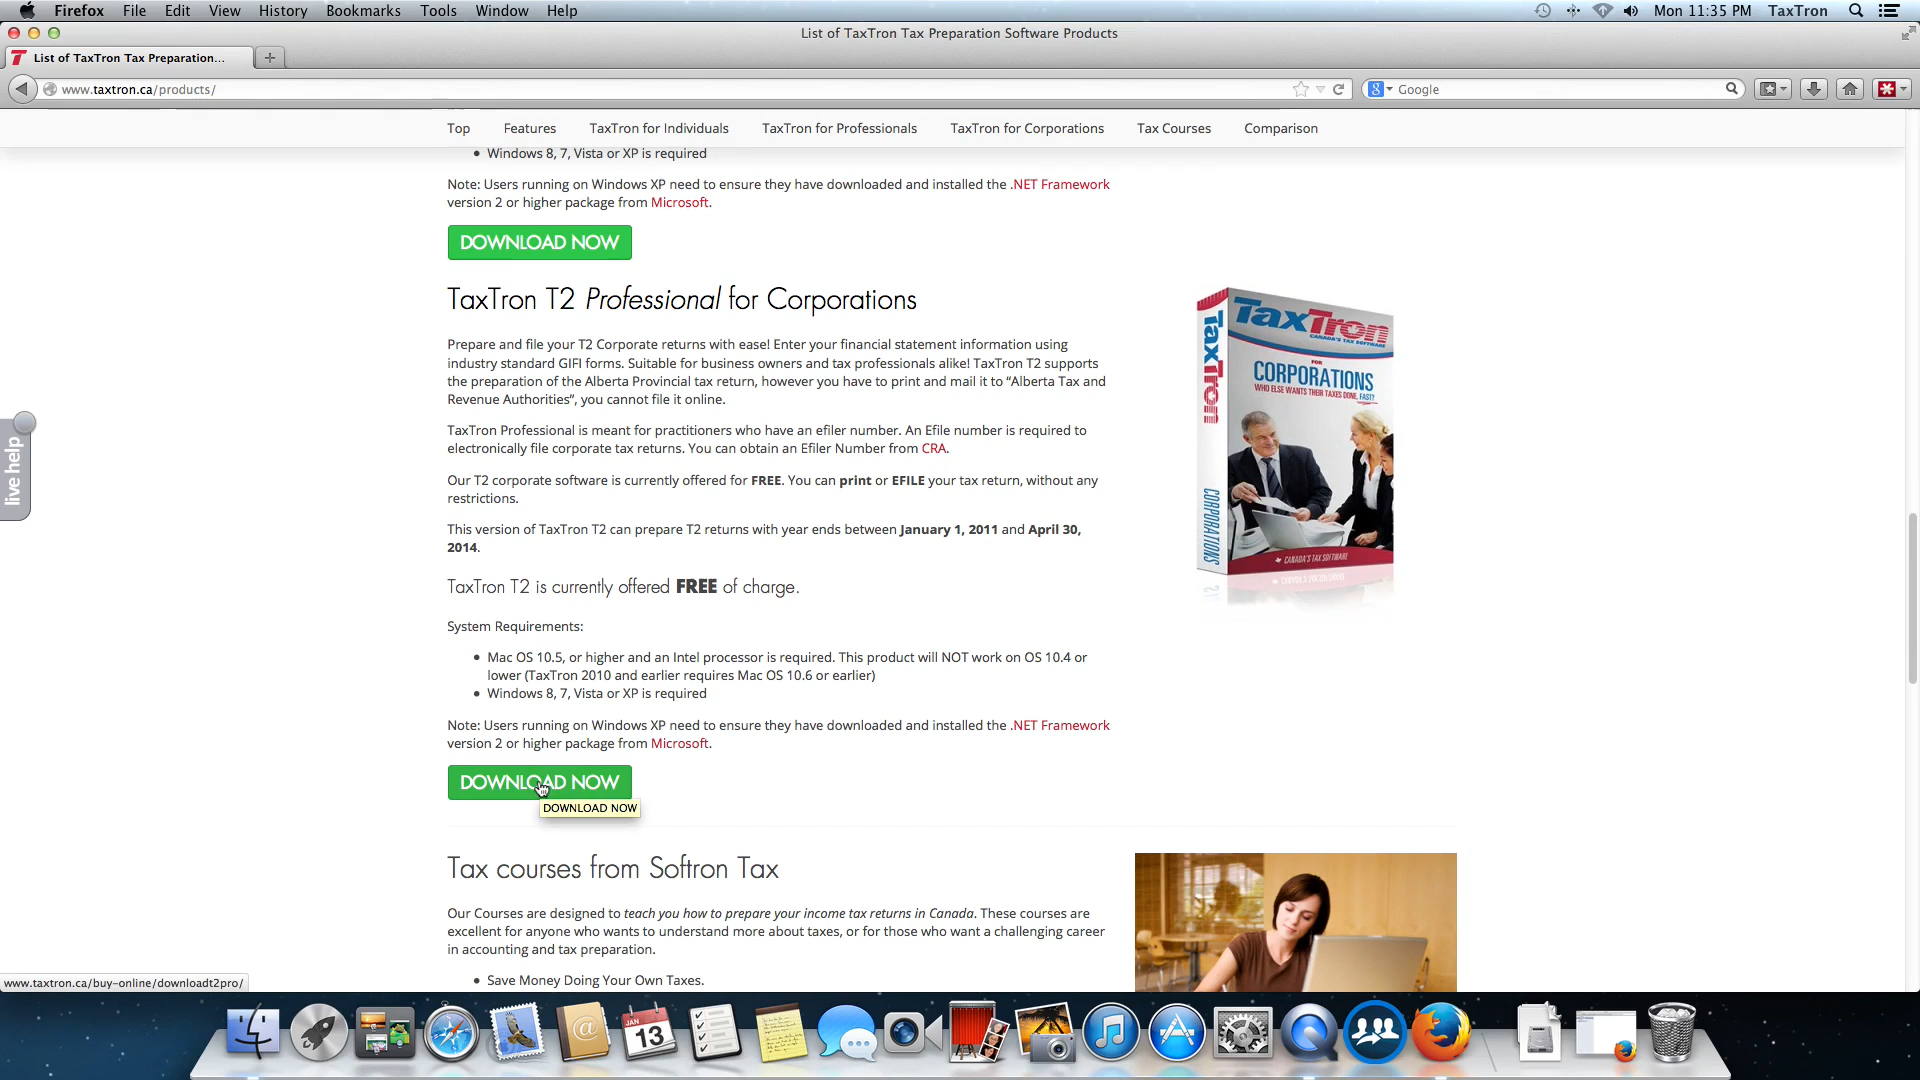 Firefox File Edit View History Bookmarks Tools Window Help Mon 11:35 PM TaxTron
List of TaxTron Tax Preparation Software Products
List of TaxTron Tax Preparation...
www.taxtron.ca/products/ Google
Top Features TaxTron for Individuals TaxTron for Professionals TaxTron for Corporations Tax Courses Comparison
• Windows 8, 7, Vista or XP is required
Note: Users running on Windows XP need to ensure they have downloaded and installed the .NET Framework
version 2 or higher package from Microsoft.
DOWNLOAD NOW
TaxTron T2 Professional for Corporations
Prepare and file your T2 Corporate returns with ease! Enter your financial statement information using
industry standard GIFI forms. Suitable for business owners and tax professionals alike! TaxTron T2 supports
the preparation of the Alberta Provincial tax return, however you have to print and mail it to “Alberta Tax and
Revenue Authorities”, you cannot file it online.
TaxTron Professional is meant for practitioners who have an efiler number. An Efile number is required to
electronically file corporate tax returns. You can obtain an Efiler Number from CRA.
Our T2 corporate software is currently offered for FREE. You can print or EFILE your tax return, without any
restrictions.
This version of TaxTron T2 can prepare T2 returns with year ends between January 1, 2011 and April 30,
2014.
TaxTron T2 is currently offered FREE of charge.
System Requirements:
• Mac OS 10.5, or higher and an Intel processor is required. This product will NOT work on OS 10.4 or
lower (TaxTron 2010 and earlier requires Mac OS 10.6 or earlier)
• Windows 8, 7, Vista or XP is required
Note: Users running on Windows XP need to ensure they have downloaded and installed the .NET Framework
version 2 or higher package from Microsoft.
DOWNLOAD NOW
DOWNLOAD NOW
TaxTron
CANADA'S TAX SOFTWARE
FOR
CORPORATIONS
WHO ELSE WANTS THEIR TAXES DONE, FAST?
CANADA'S TAX SOFTWARE
TaxTron
CORPORATIONS
live help
Tax courses from Softron Tax
Our Courses are designed to teach you how to prepare your income tax returns in Canada. These courses are
excellent for anyone who wants to understand more about taxes, or for those who want a challenging career
in accounting and tax preparation.
• Save Money Doing Your Own Taxes.
www.taxtron.ca/buy-online/downloadt2pro/
JAN
13